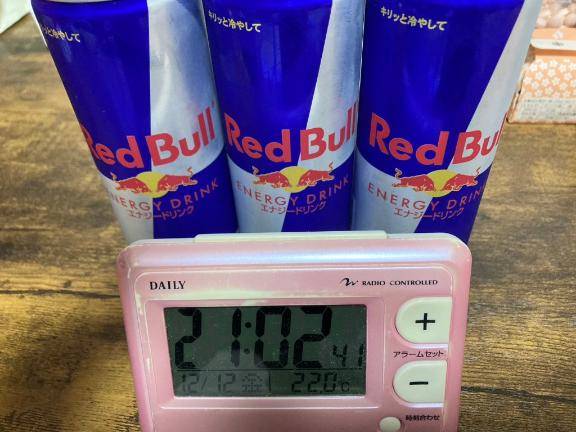 キリッと冷やして
キリッと冷やして
キリッと冷やして
Red Bull
Red Bull
Red Bull
ENERGY DRINK
ENERGY DRINK
ENERGY DRINK
エナジードリンク
エナジードリンク
エナジードリンク
DAILY
RADIO CONTROLLED
21:02 41
12/12 金 22.0℃
+
アラームセット
−
時刻合わせ